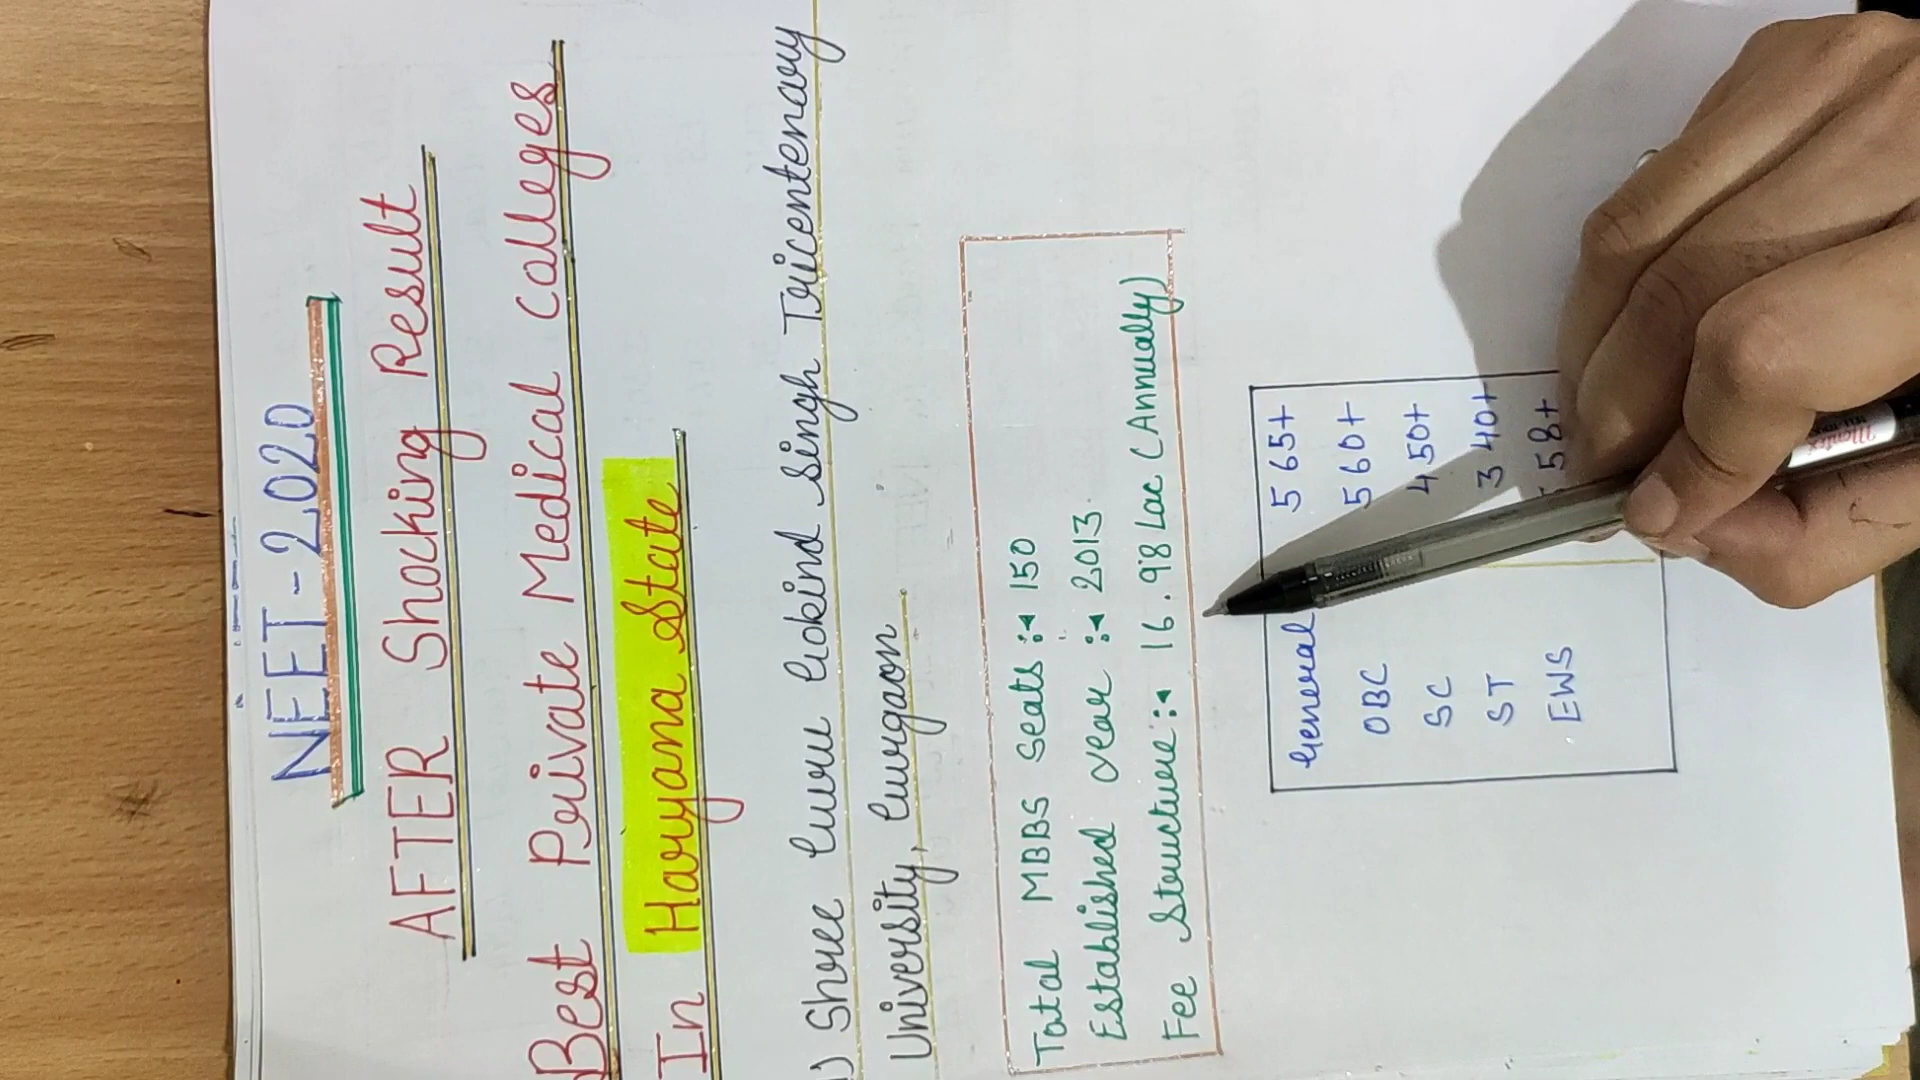 NEET-2020
AFTER Shocking Result
Best Private Medical Colleges
In Haryana State
1) Shree Guru Gobind Singh Tricentenary
University, Gurgaon
Total MBBS Seats :- 150
Established year :- 2013
Fee Structure :- 16.98 Lac (Annually)
General 565+
OBC 560+
SC 450+
ST 340+
EWS 58+